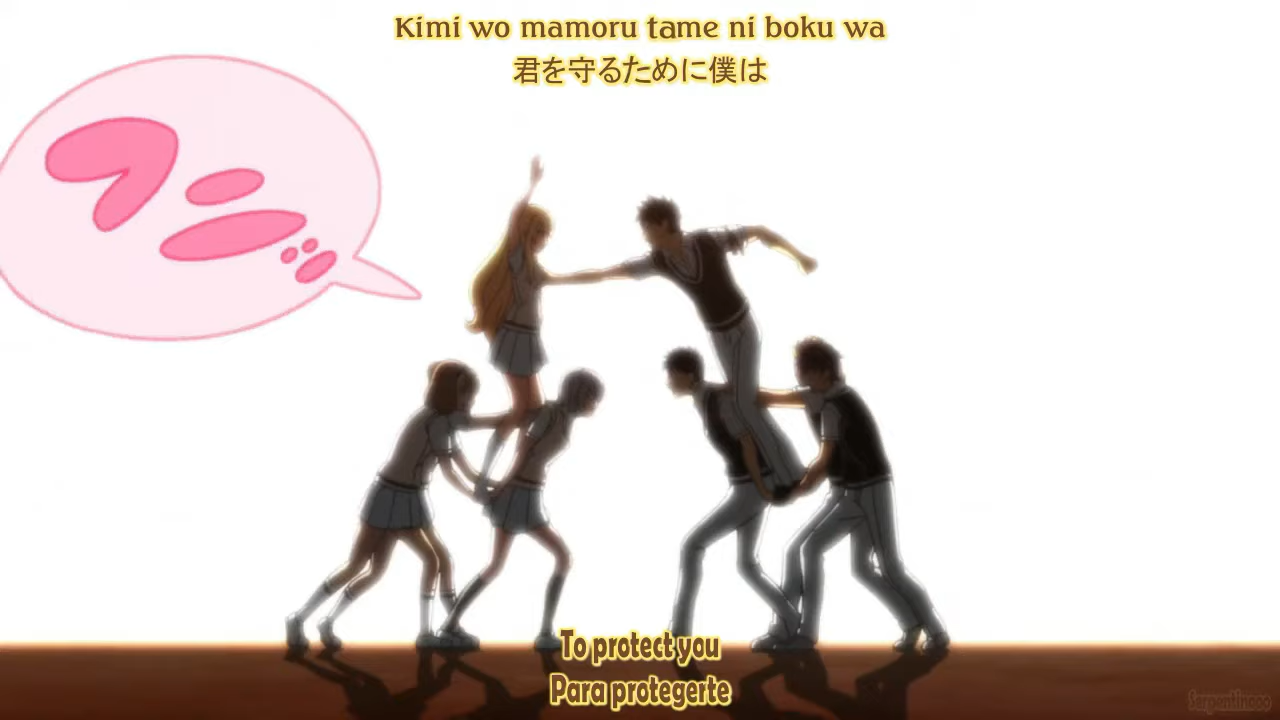 Kimi wo mamoru tame ni boku wa
君を守るために僕は
フニ
To protect you
Para protegerte
Serpentinaco